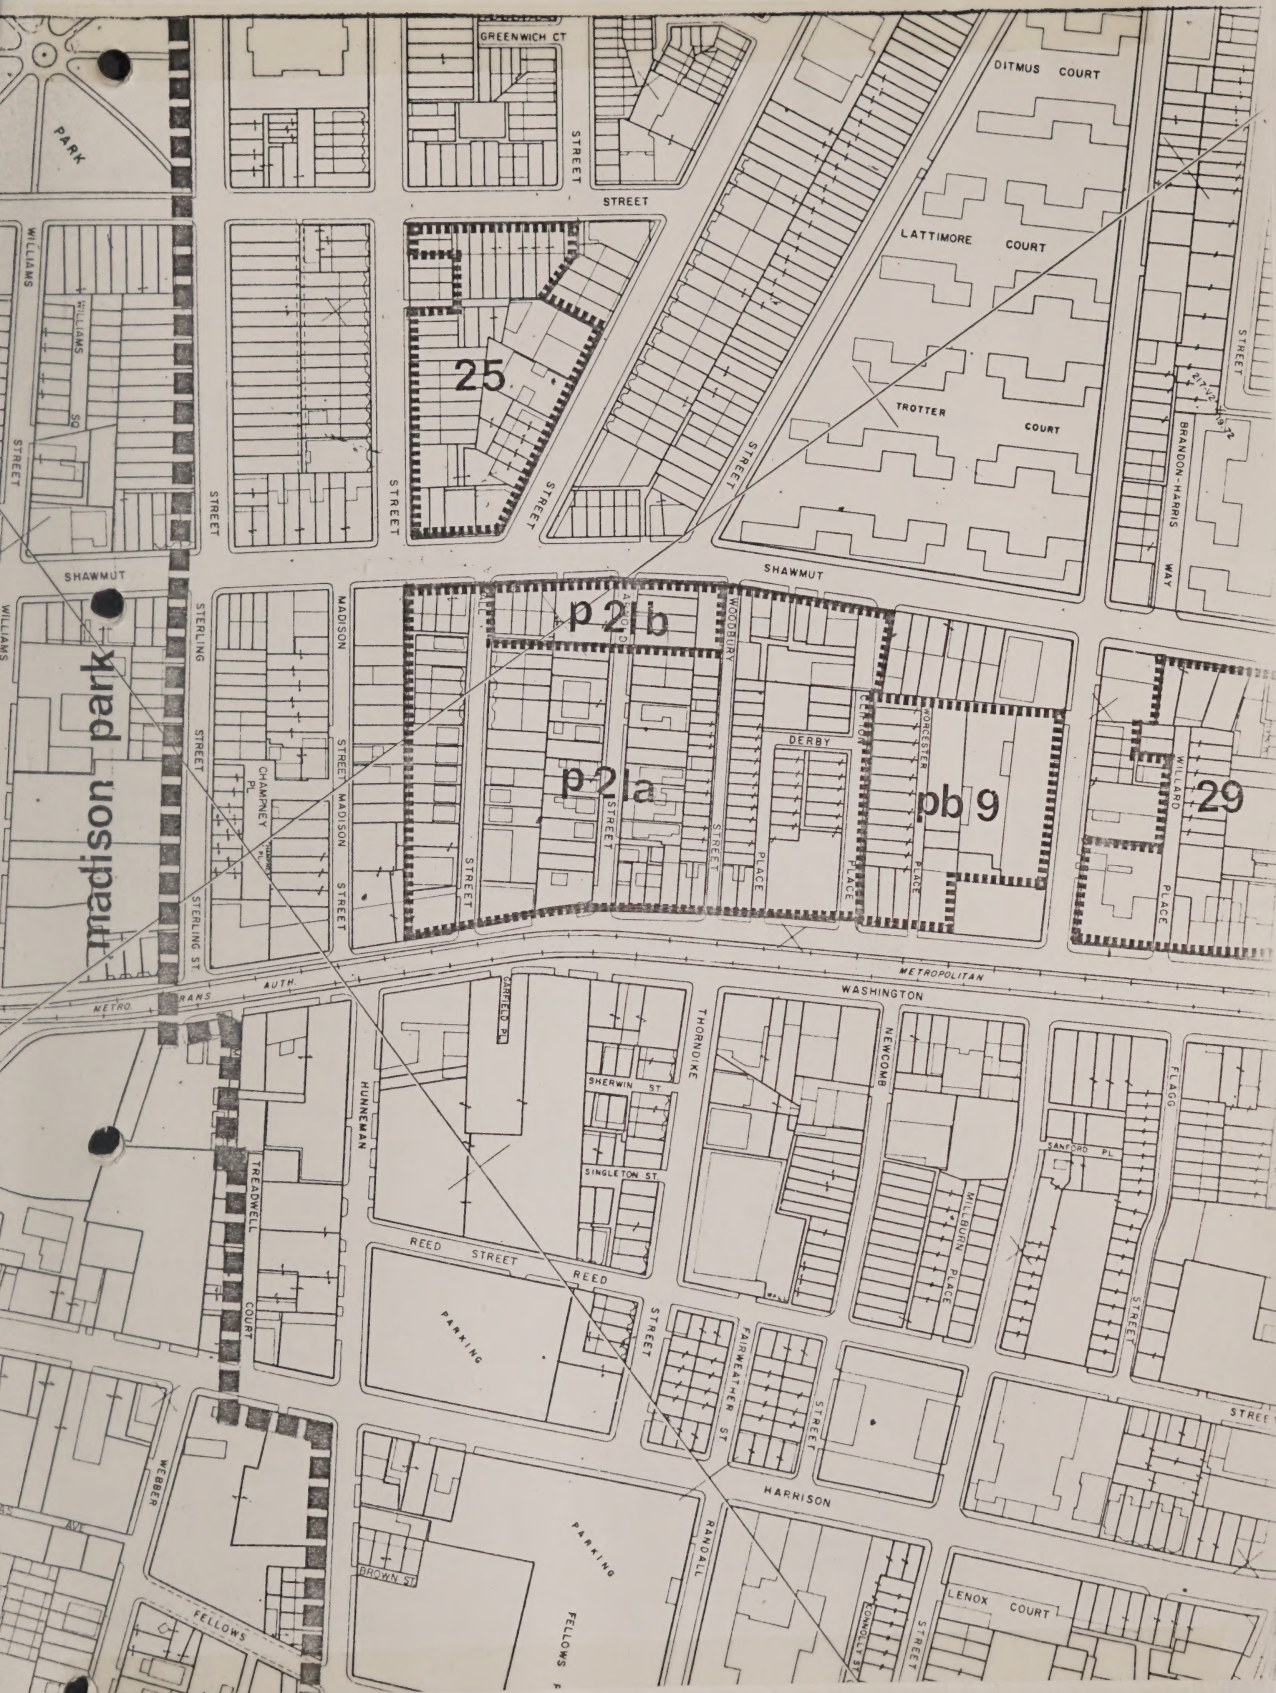 GREENWICH CT
DITMUS COURT
PARK
STREET
STREET
LATTIMORE COURT
WILLIAMS
WILLIAMS
SQ
STREET
25
TROTTER COURT
STREET
BRANDON-HARRIS
WAY
STREET
STREET
STREET
STREET
STREET
SHAWMUT
SHAWMUT
WILLIAMS
STERLING
MADISON
p 21b
WOODBURY
madison park
STREET
STREET
MADISON
CHAMPNEY
PL
DERBY
WORCESTER
WILLARD
p 21a
STREET
pb 9
29
STREET
STREET
STREET
PLACE
PLACE
PLACE
PLACE
STERLING ST.
METRO.
TRANS
AUTH.
METROPOLITAN
WASHINGTON
GARFIELD PL
THORNDIKE
NEWCOMB
FLAGG
HUNNEMAN
SHERWIN ST
SINGLETON ST.
SANFORD PL
TREADWELL
COURT
MILLBURN
PLACE
REED STREET REED
PARKING
STREET
FAIRWEATHER ST
STREET
STREET
STREET
WEBBER
AVE
HARRISON
PARKING
RANDALL
BROWN ST
FELLOWS
FELLOWS
LENOX COURT
CONNOLLY ST
STREET